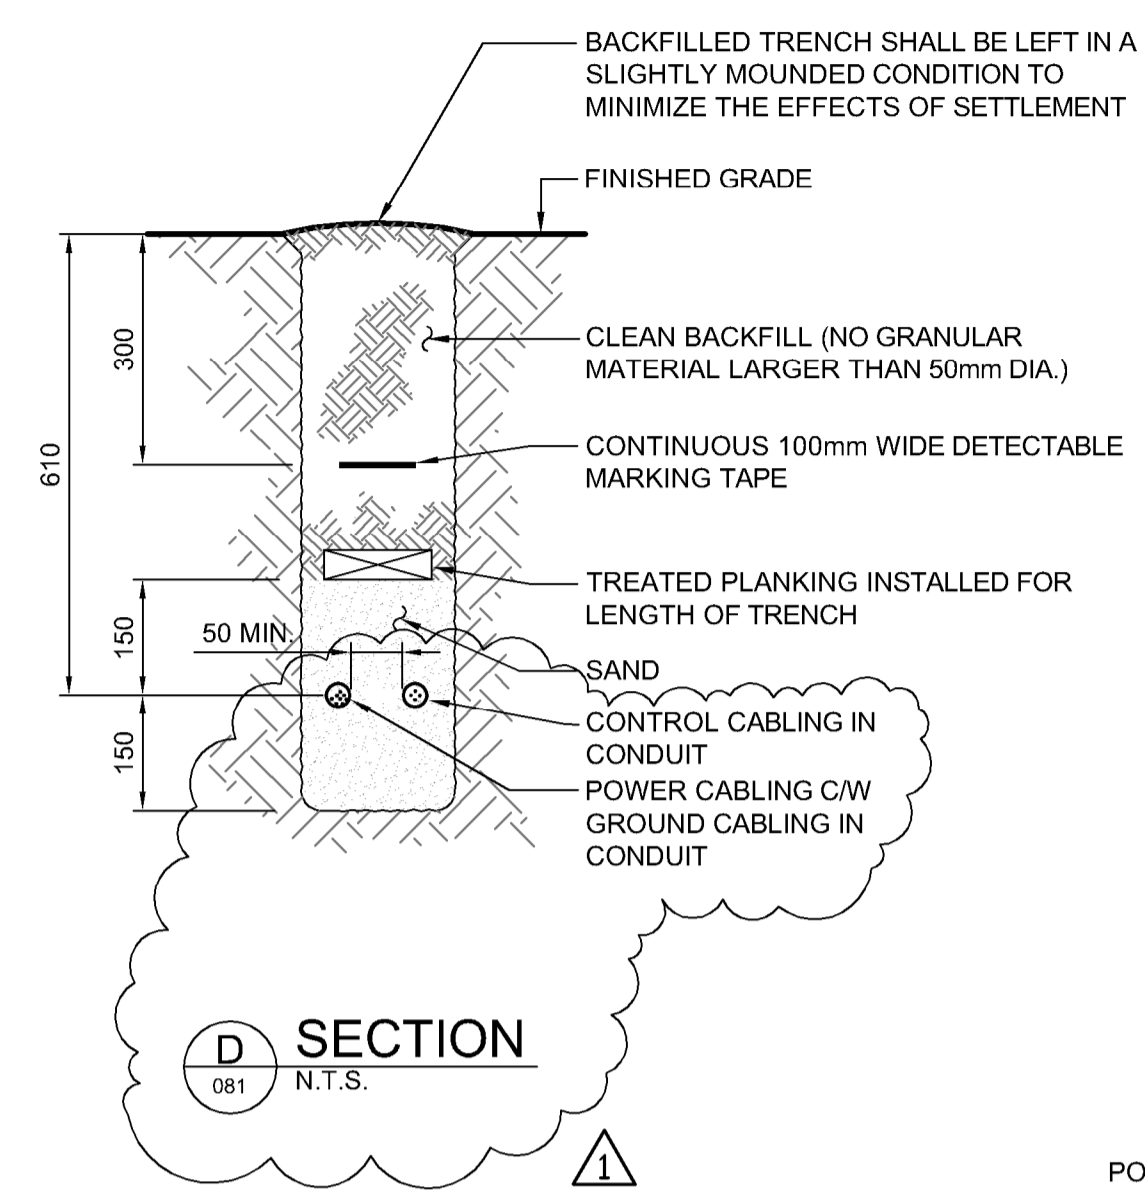 BACKFILLED TRENCH SHALL BE LEFT IN A
SLIGHTLY MOUNDED CONDITION TO
MINIMIZE THE EFFECTS OF SETTLEMENT
FINISHED GRADE
300
CLEAN BACKFILL (NO GRANULAR
MATERIAL LARGER THAN 50mm DIA.)
610
CONTINUOUS 100mm WIDE DETECTABLE
MARKING TAPE
TREATED PLANKING INSTALLED FOR
LENGTH OF TRENCH
150
50 MIN.
SAND
150
CONTROL CABLING IN
CONDUIT
POWER CABLING C/W
GROUND CABLING IN
CONDUIT
D
081
SECTION
N.T.S.
1
PO